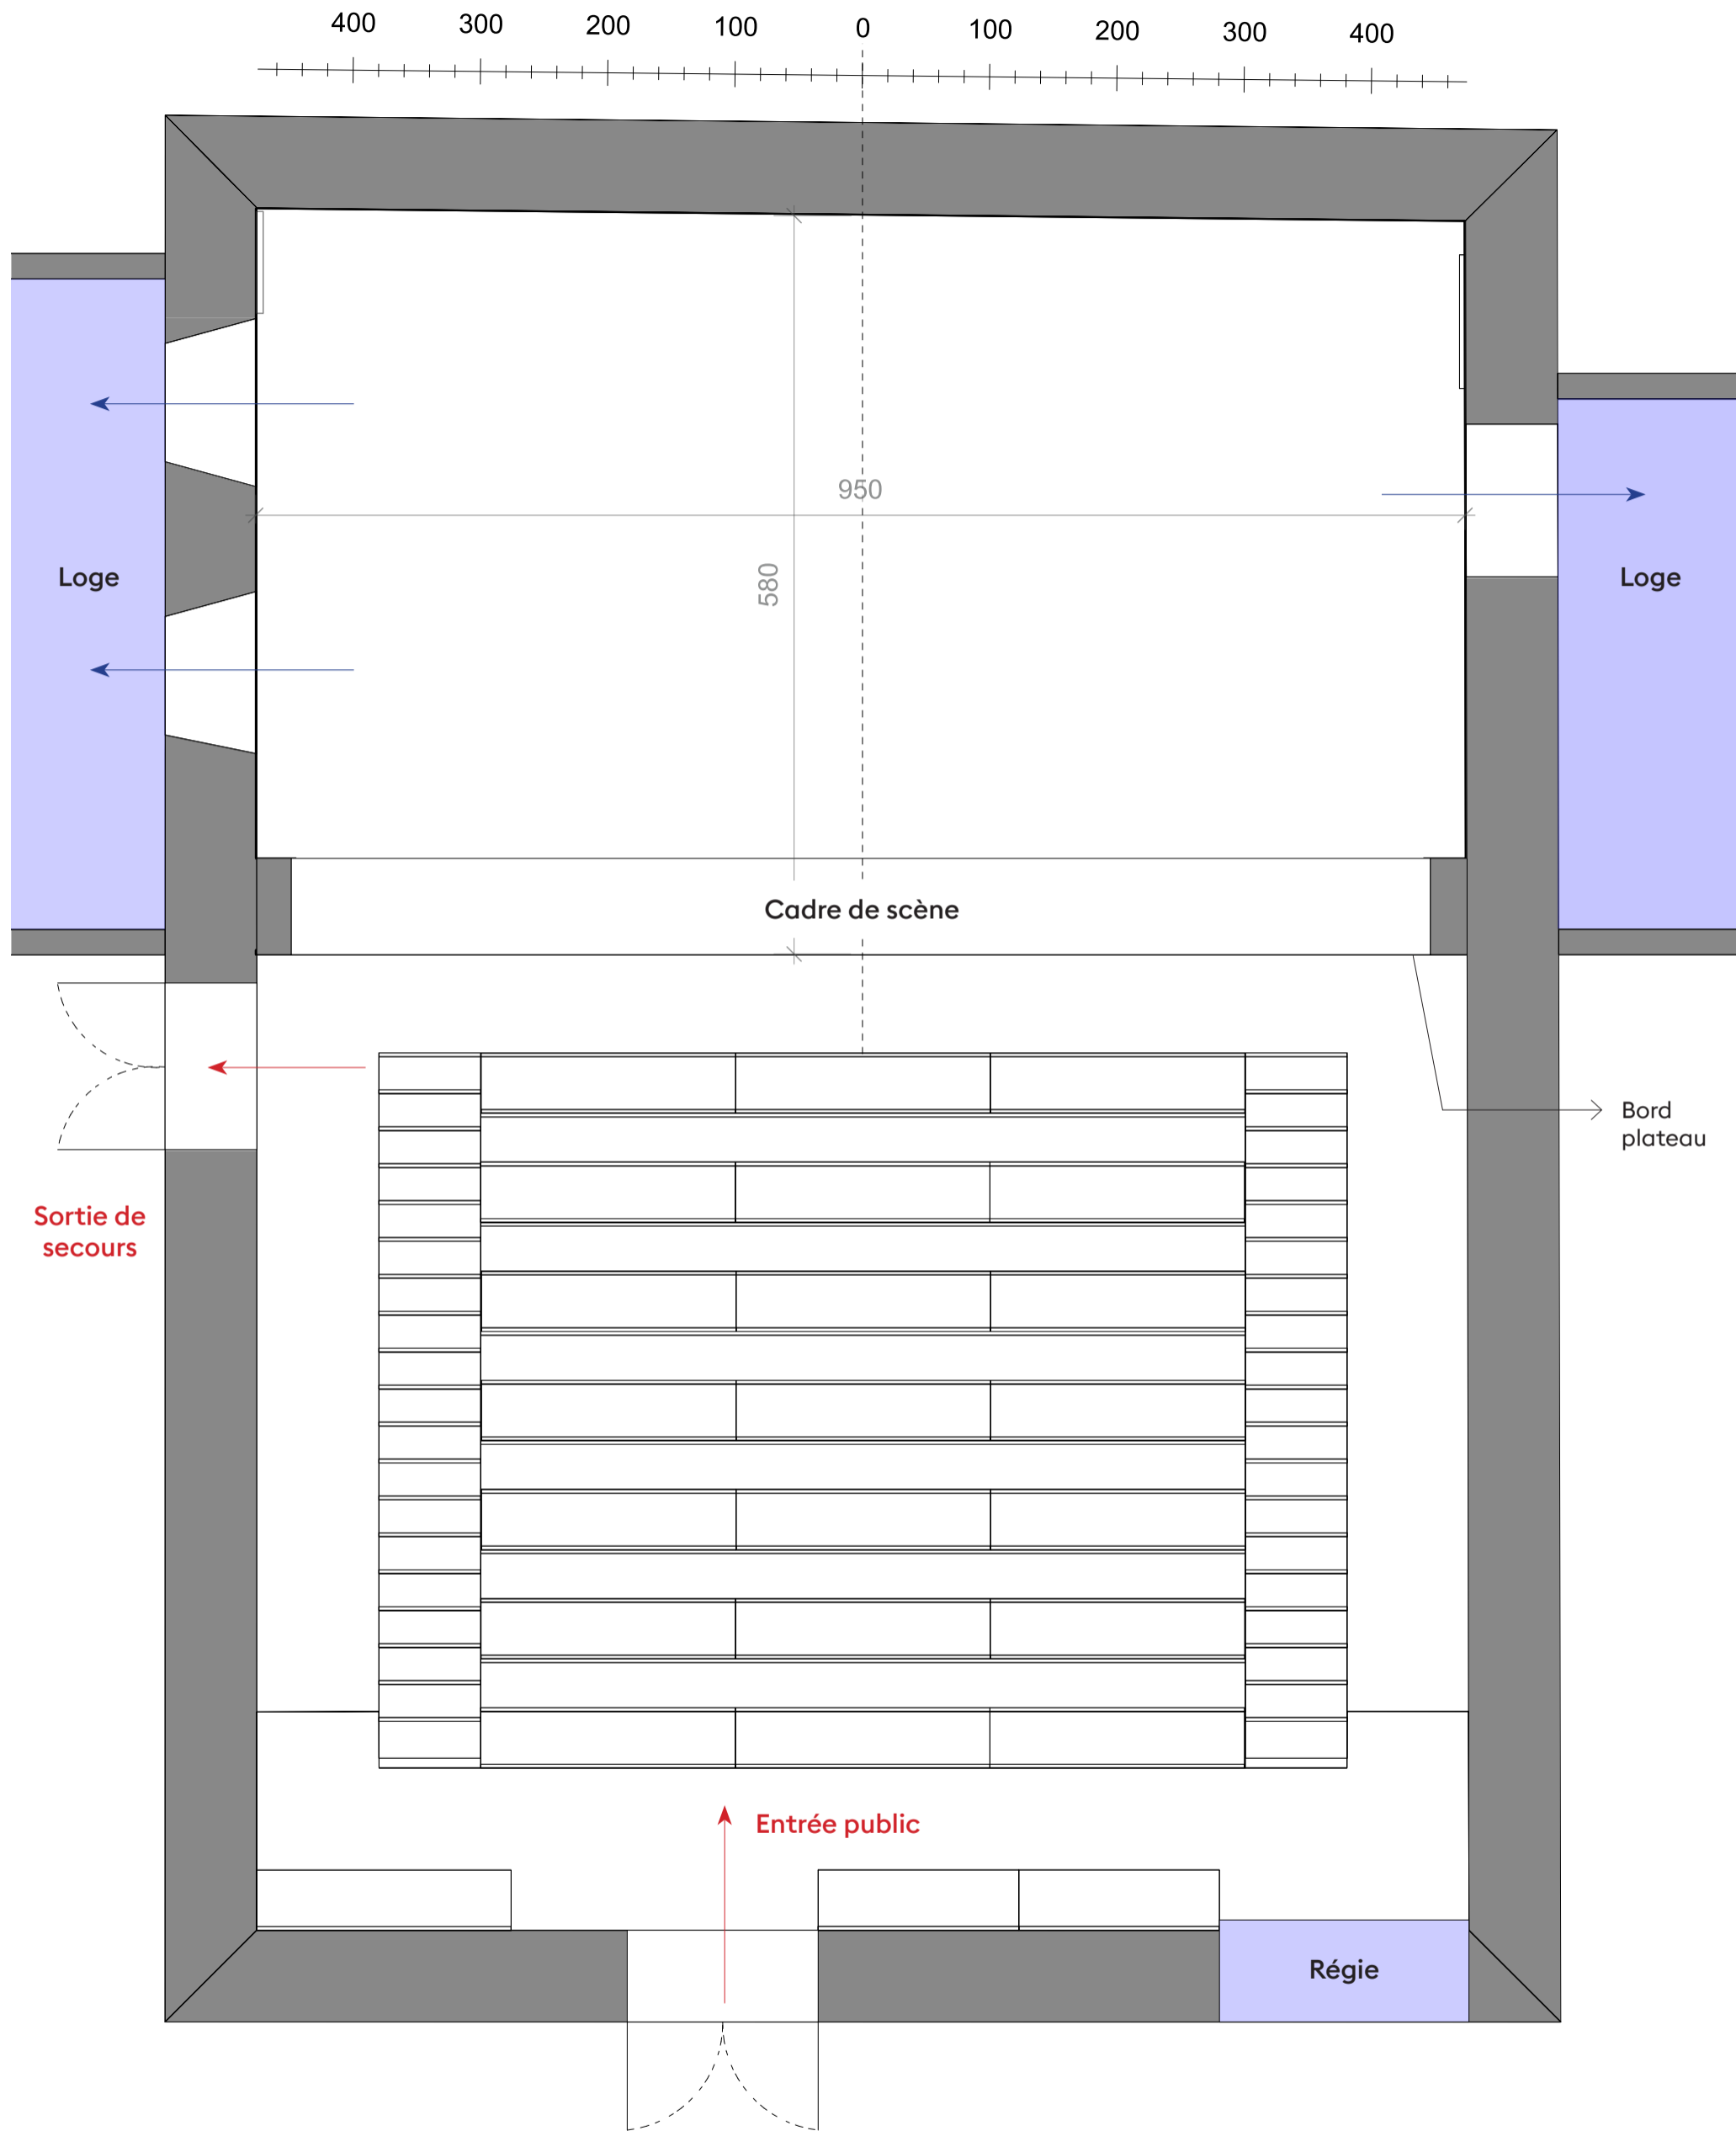 400 300 200 100 0 100 200 300 400
950
580
Loge
Loge
Cadre de scène
Bord
plateau
Sortie de
secours
Entrée public
Régie